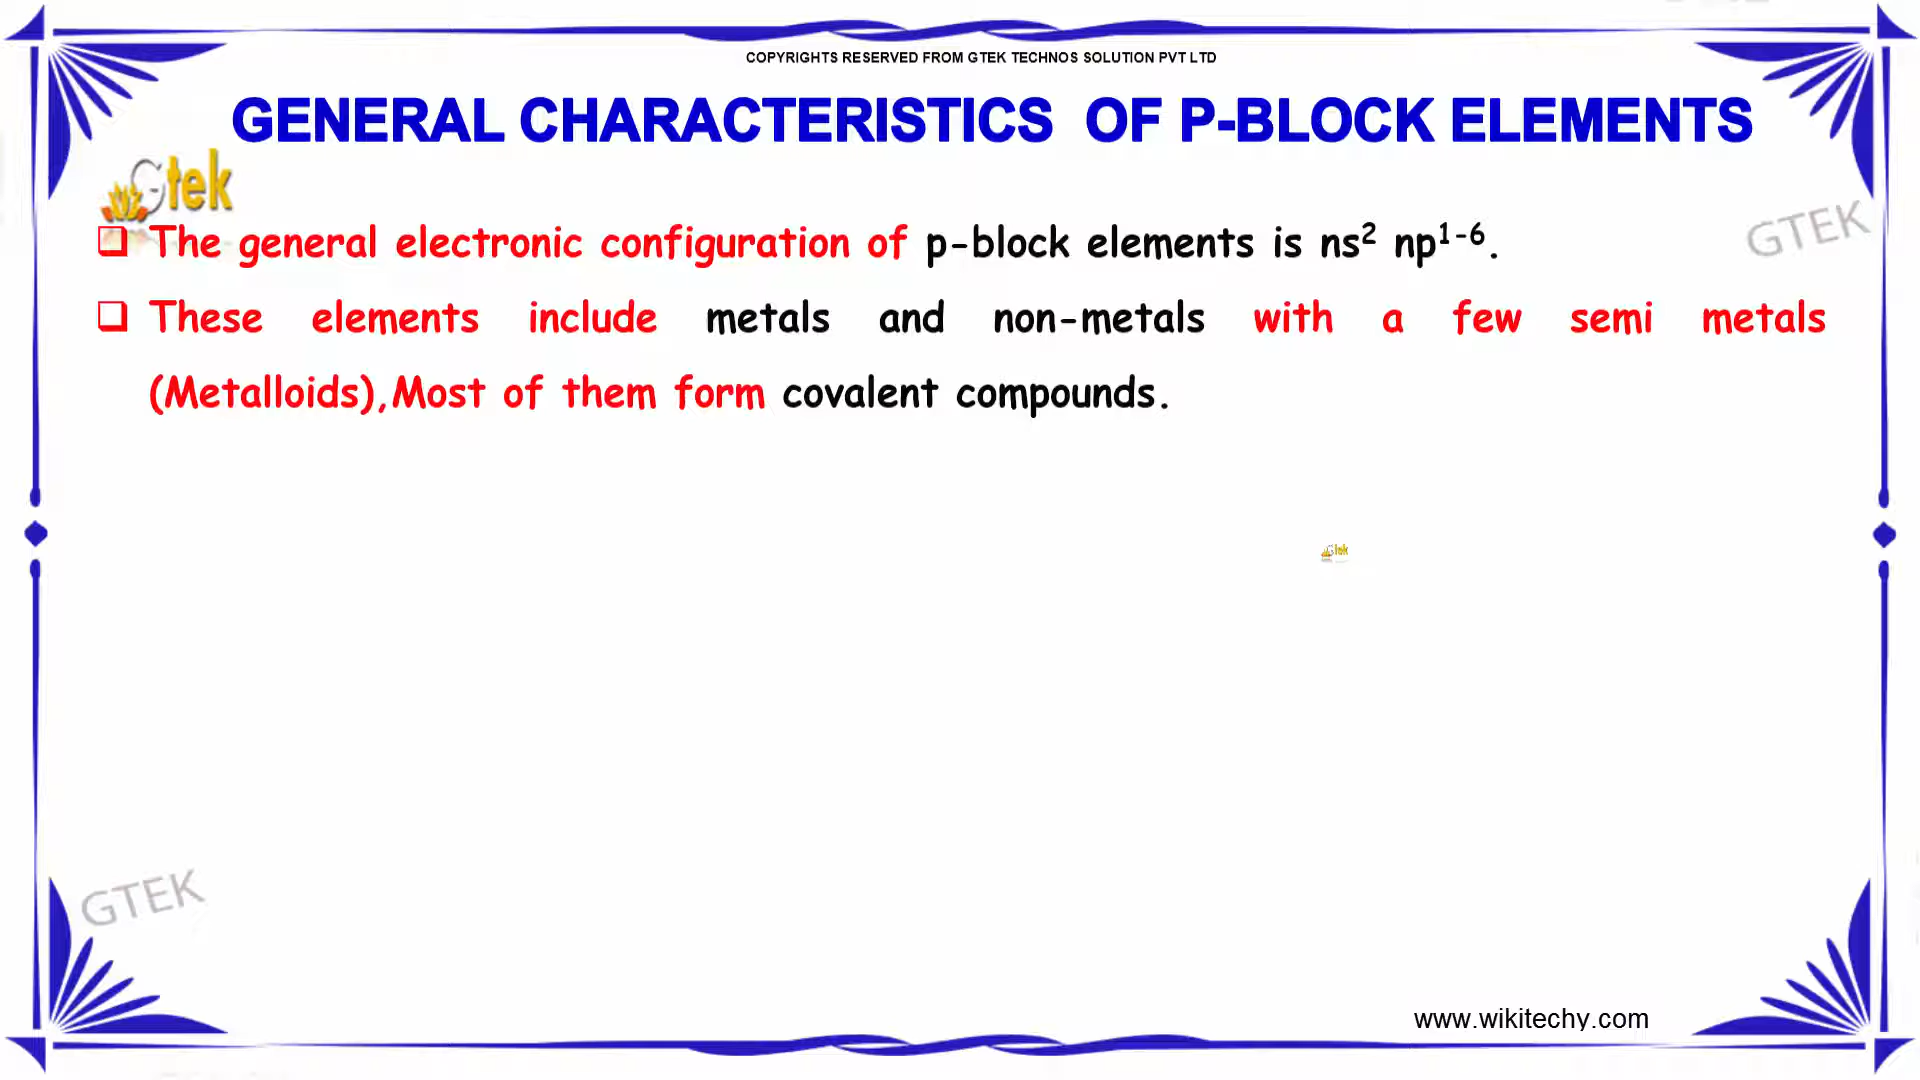 COPYRIGHTS RESERVED FROM GTEK TECHNOS SOLUTION PVT LTD
GENERAL CHARACTERISTICS OF P-BLOCK ELEMENTS
Gtek
GTEK
❑ The general electronic configuration of p-block elements is ns² np¹⁻⁶.
❑ These elements include metals and non-metals with a few semi metals
(Metalloids),Most of them form covalent compounds.
Gtek
GTEK
www.wikitechy.com